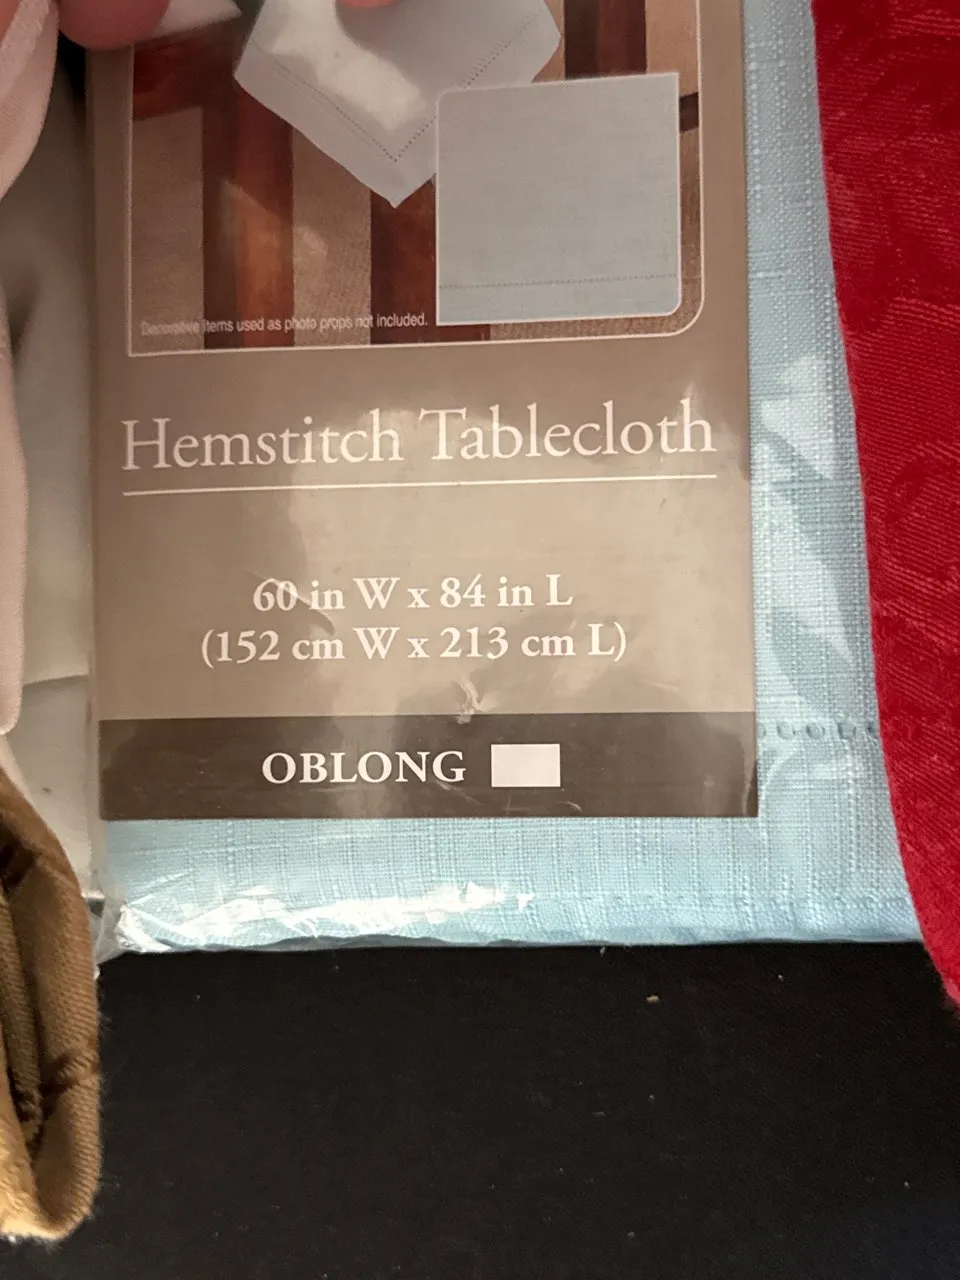 Decorative items used as photo props not included.
Hemstitch Tablecloth
60 in W x 84 in L
(152 cm W x 213 cm L)
OBLONG